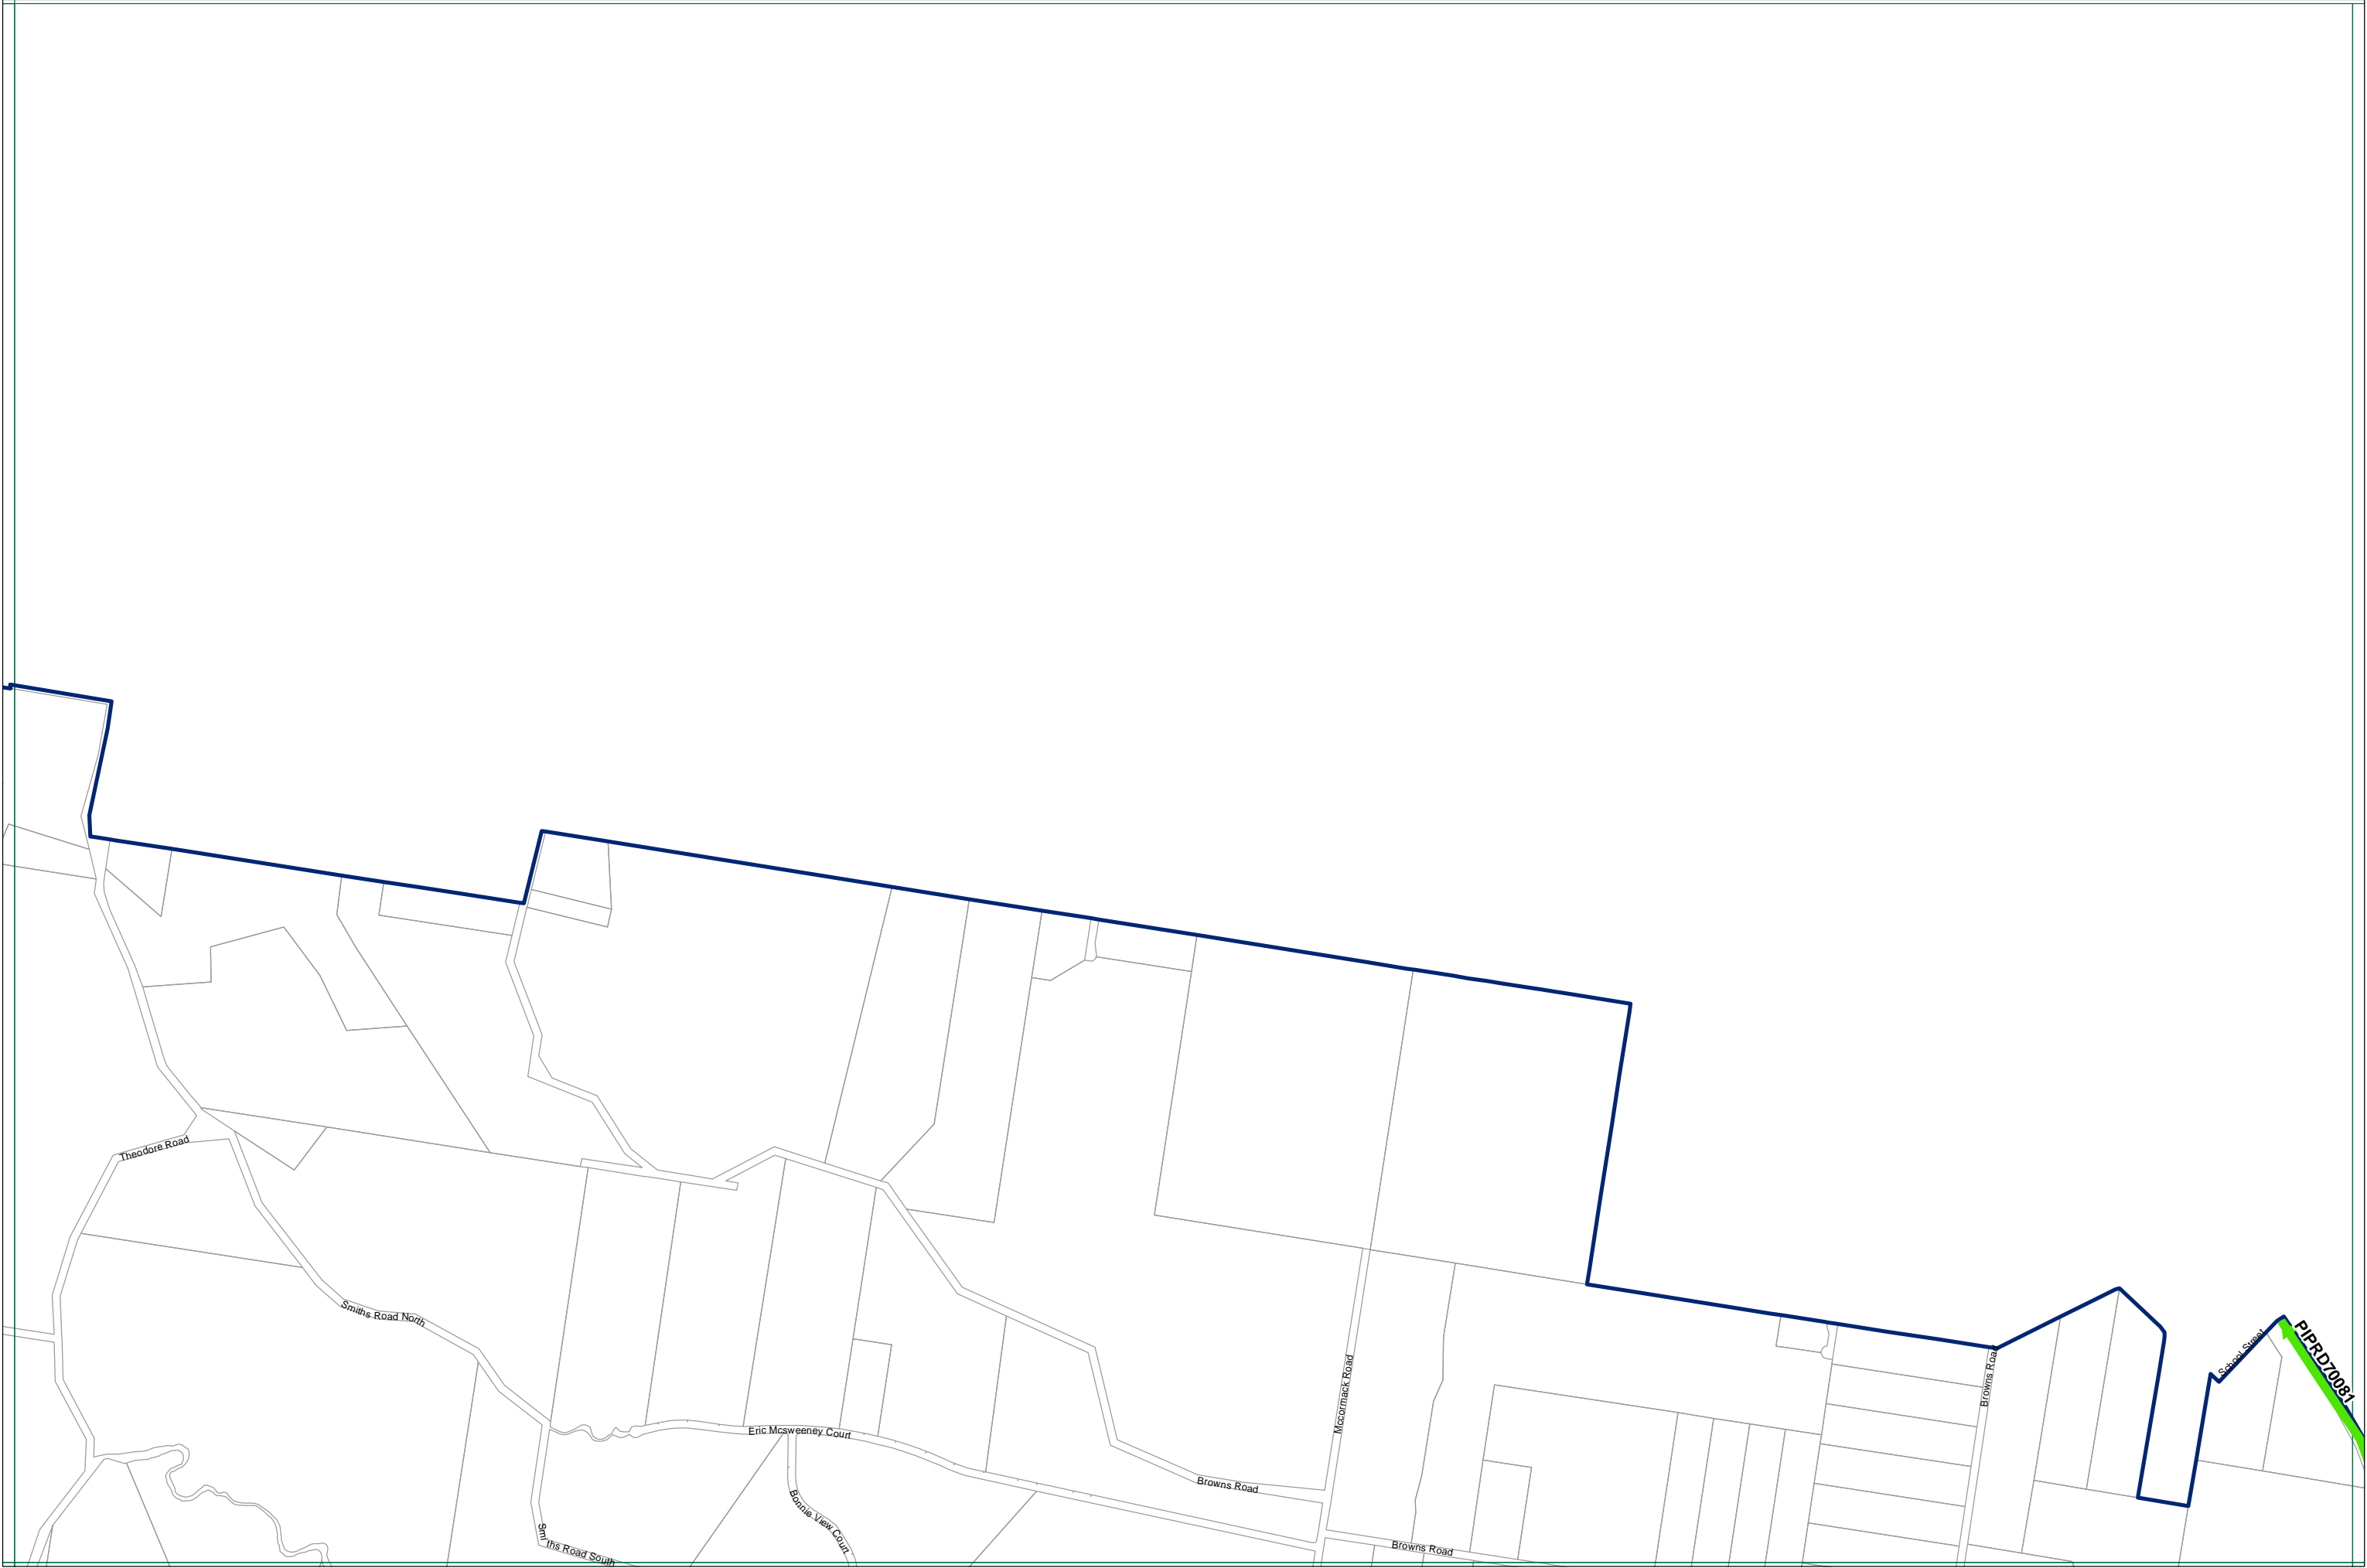 Theodore Road
Smiths Road North
PIPRD70081
School Street
Browns Road
Mccormack Road
Eric Mcsweeney Court
Browns Road
Bonnie View Court
Smiths Road South
Browns Road